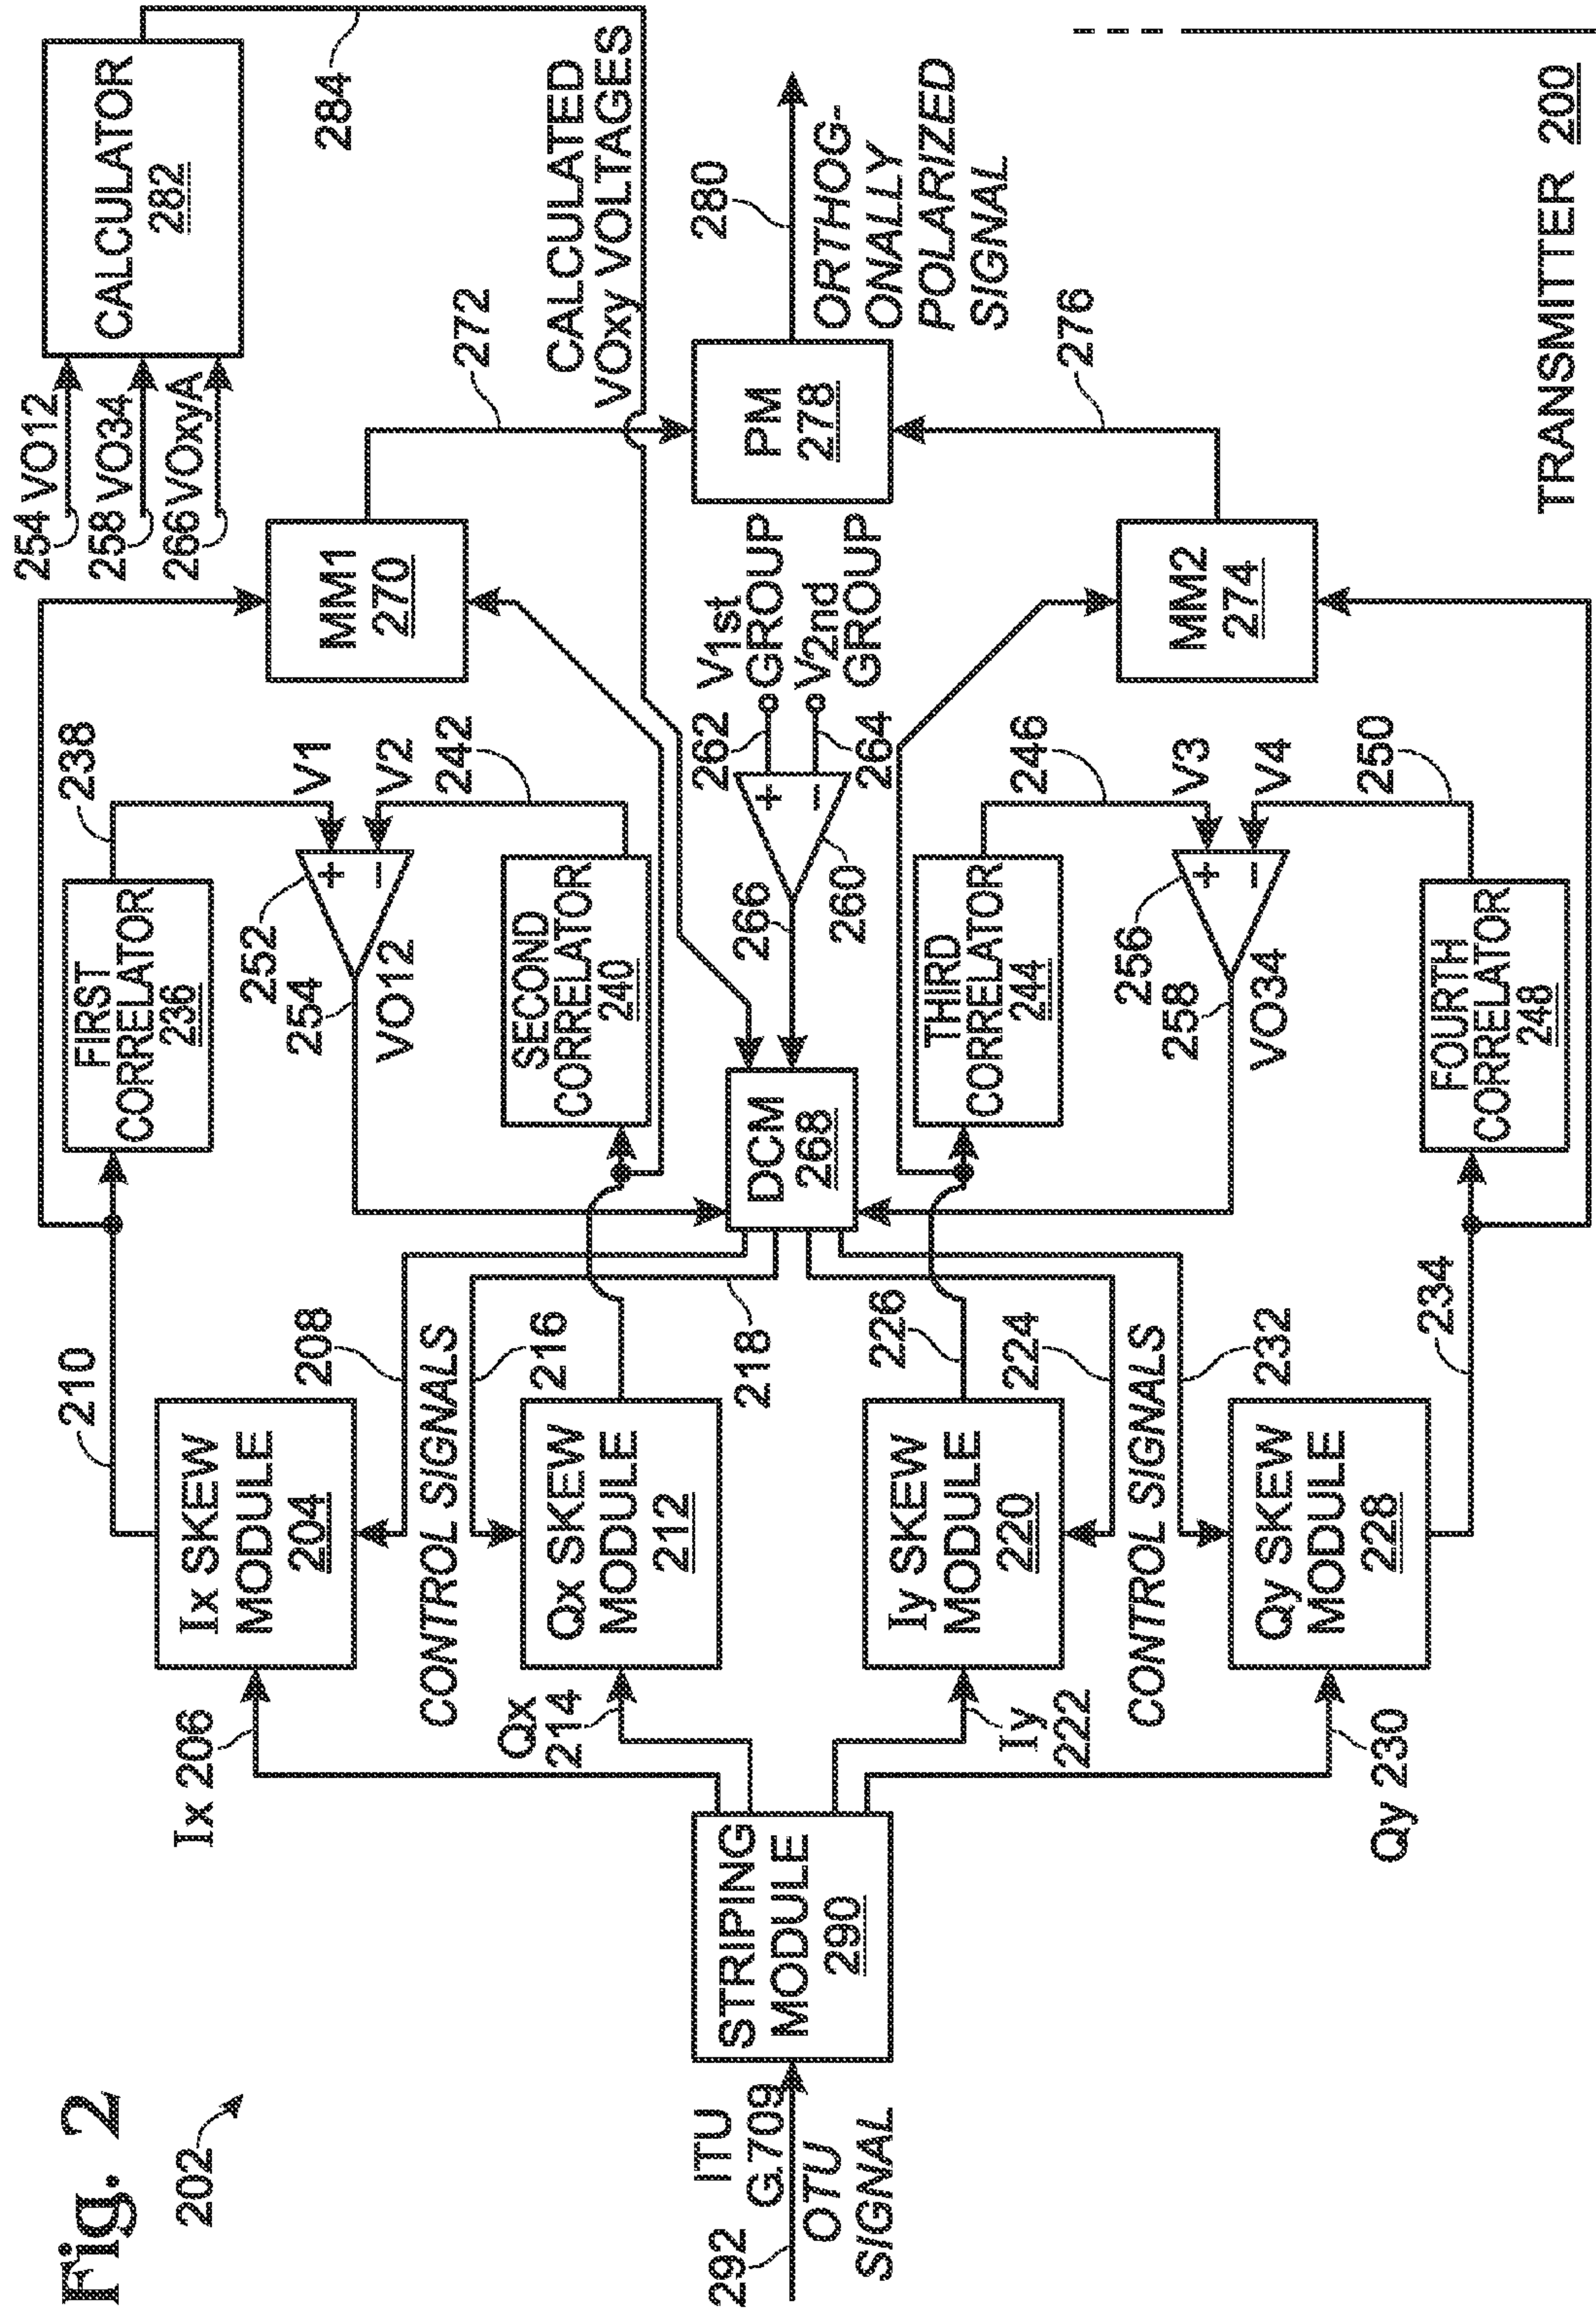 Fig. 2
202
292
ITU
G.709
OTU
SIGNAL
STRIPING
MODULE
290
Ix 206
Qx
214
Iy
222
Qy 230
Ix SKEW
MODULE
204
210
208
CONTROL SIGNALS
216
Qx SKEW
MODULE
212
218
226
Iy SKEW
MODULE
220
224
CONTROL SIGNALS
232
Qy SKEW
MODULE
228
234
FIRST
CORRELATOR
236
238
252
254
VO12
V1
V2
242
SECOND
CORRELATOR
240
DCM
268
266
260
262
264
V1st
GROUP
V2nd
GROUP
THIRD
CORRELATOR
244
246
256
258
VO34
V3
V4
250
FOURTH
CORRELATOR
248
MM1
270
272
MM2
274
276
PM
278
280
ORTHOG-
ONALLY
POLARIZED
SIGNAL
CALCULATED
VOxy VOLTAGES
254 VO12
258 VO34
266 VOxyA
CALCULATOR
282
284
+
−
+
−
+
−
TRANSMITTER 200